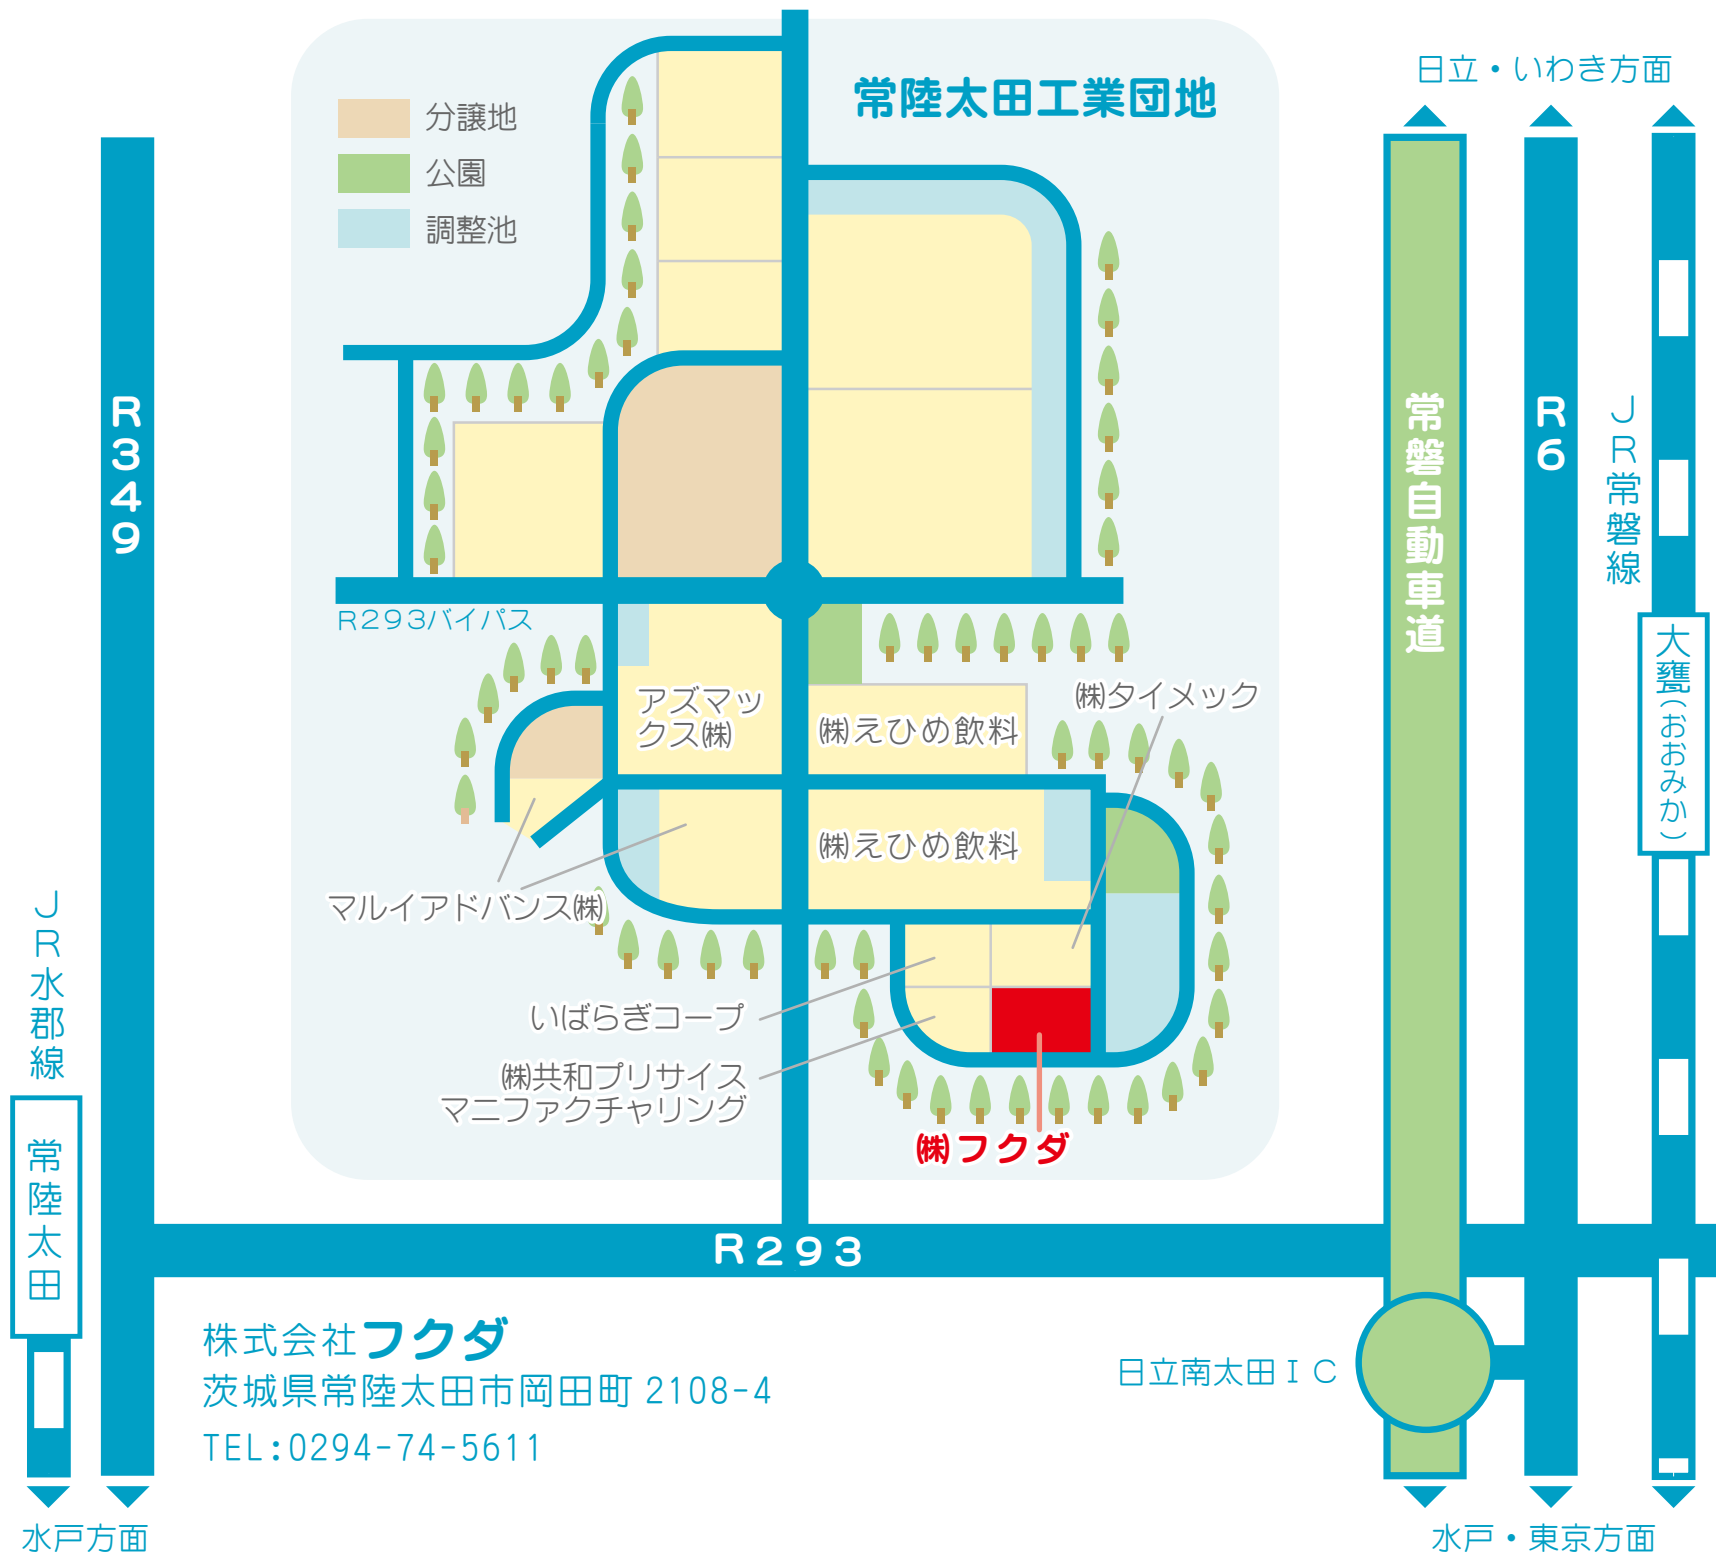 日立・いわき方面
常陸太田工業団地
分譲地
公園
調整池
R349
常磐自動車道
R6
JR常磐線
R293バイパス
大甕(おおみか)
アズマッ
クス㈱
㈱えひめ飲料
㈱タイメック
㈱えひめ飲料
マルイアドバンス㈱
JR水郡線
いばらぎコープ
㈱共和プリサイス
マニファクチャリング
㈱フクダ
常陸太田
R293
株式会社フクダ
茨城県常陸太田市岡田町 2108-4
TEL:0294-74-5611
日立南太田IC
水戸方面
水戸・東京方面